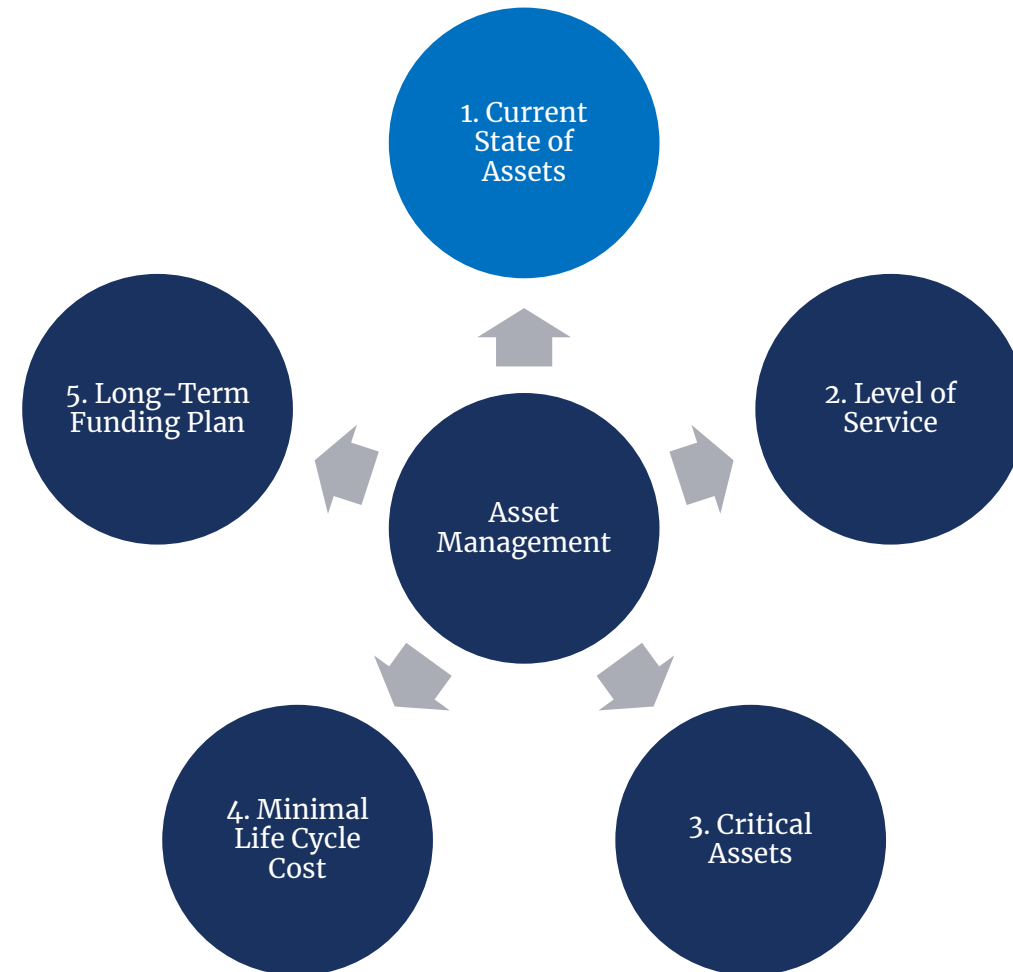 1. Current
State of
Assets
2. Level of
Service
3. Critical
Assets
4. Minimal
Life Cycle
Cost
5. Long-Term
Funding Plan
Asset
Management